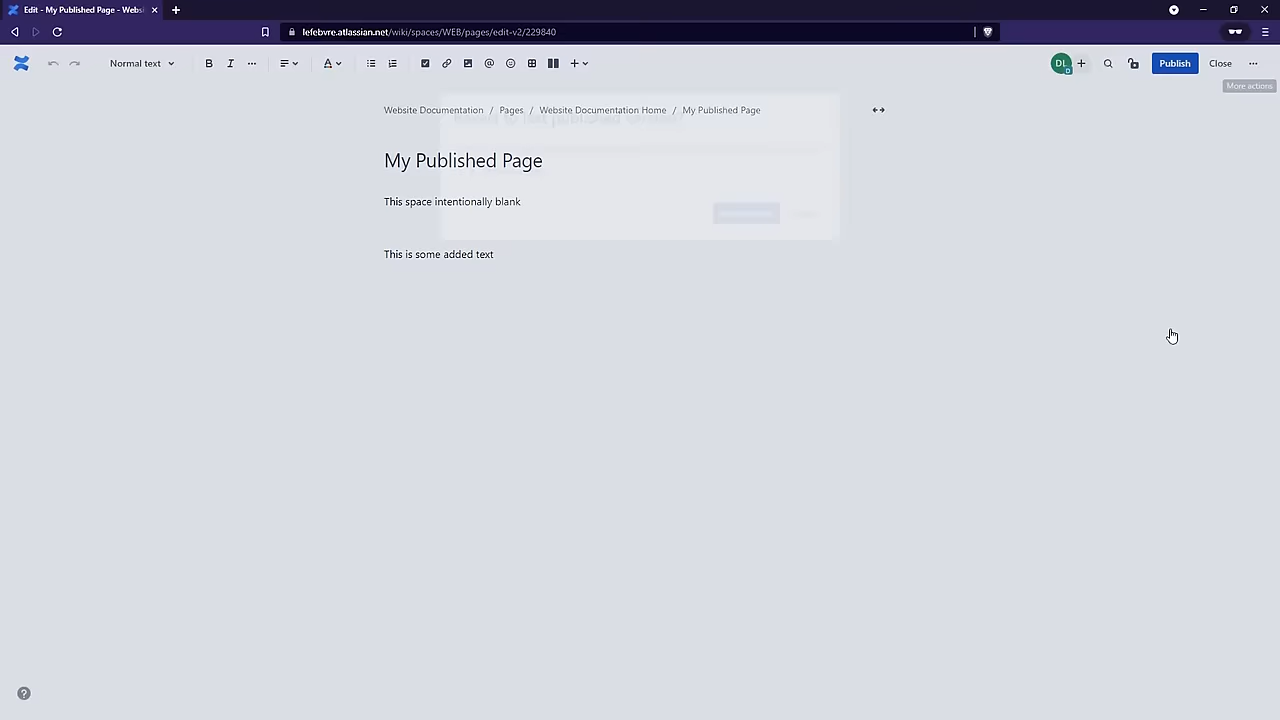 Edit - My Published Page - Websi
lefebvre.atlassian.net/wiki/spaces/WEB/pages/edit-v2/229840
Normal text
B
I
A
@
DL
D
Publish
Close
More actions
Website Documentation / Pages / Website Documentation Home / My Published Page
My Published Page
This space intentionally blank
This is some added text
?